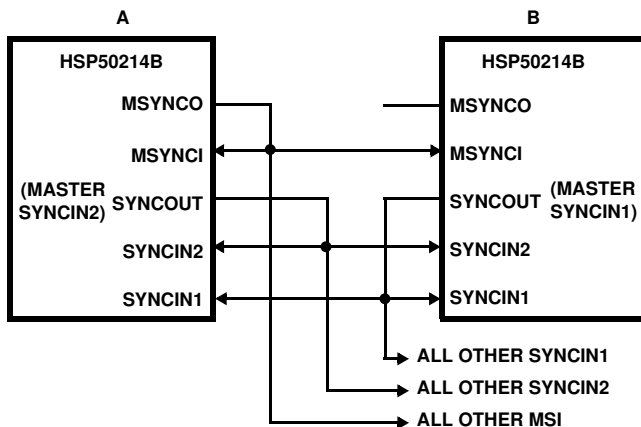 A
B
HSP50214B
HSP50214B
MSYNCO
MSYNCO
MSYNCI
MSYNCI
(MASTER
SYNCIN2)
SYNCOUT
SYNCOUT
(MASTER
SYNCIN1)
SYNCIN2
SYNCIN2
SYNCIN1
SYNCIN1
ALL OTHER SYNCIN1
ALL OTHER SYNCIN2
ALL OTHER MSI